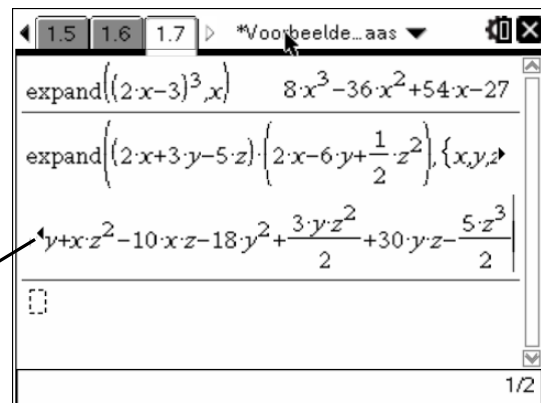 1.5 1.6 1.7 *Voorbeelde…aas
expand((2·x-3)³,x) 8·x³-36·x²+54·x-27
expand((2·x+3·y-5·z)·(2·x-6·y+1/2·z²),{x,y,z
y+x·z²-10·x·z-18·y²+3·y·z²/2+30·y·z-5·z³/2
1/2